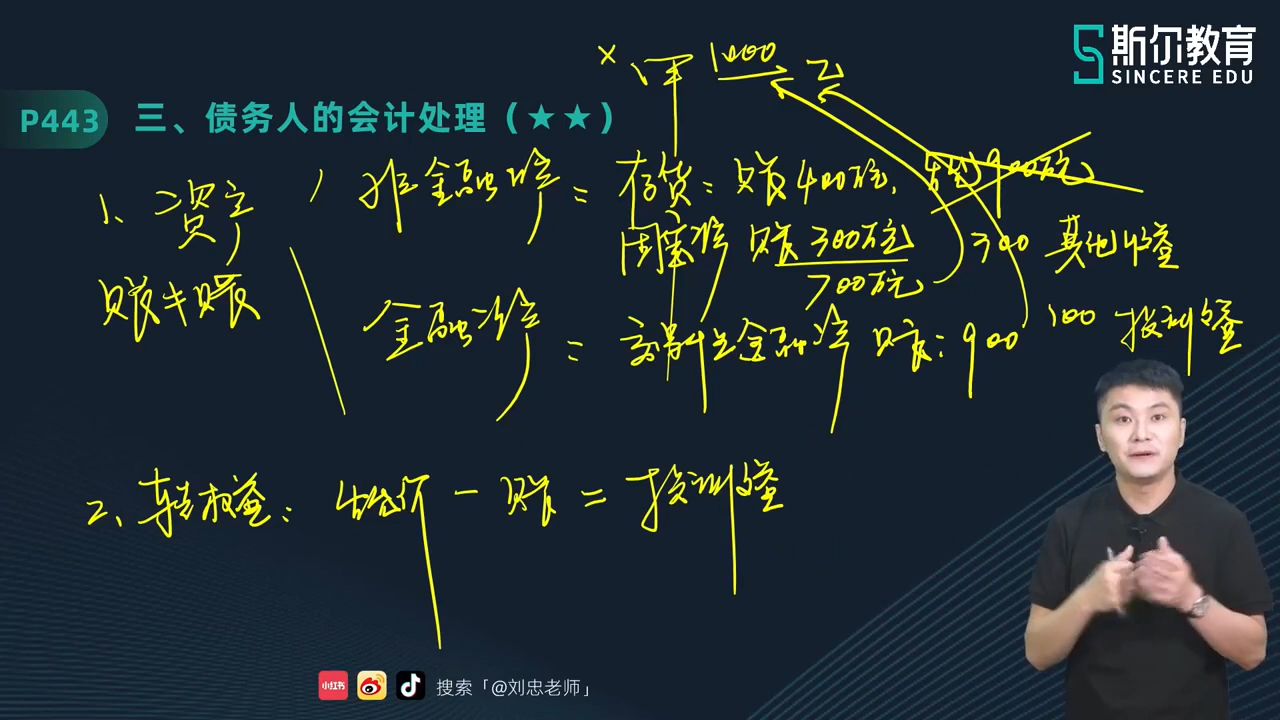 斯尔教育
SINCERE EDU
P443 三、债务人的会计处理（★★）
× 甲 1000 乙
1、资产 非金融资产 = 存货：账400万元，
固定资产 账300万元 300 其他收益
700万元
账+账
金融资产 = 交易性金融资产 账：900 100 投资收益
2、转权益： 公允价 - 账 = 投资收益
小红书 搜索「@刘忠老师」